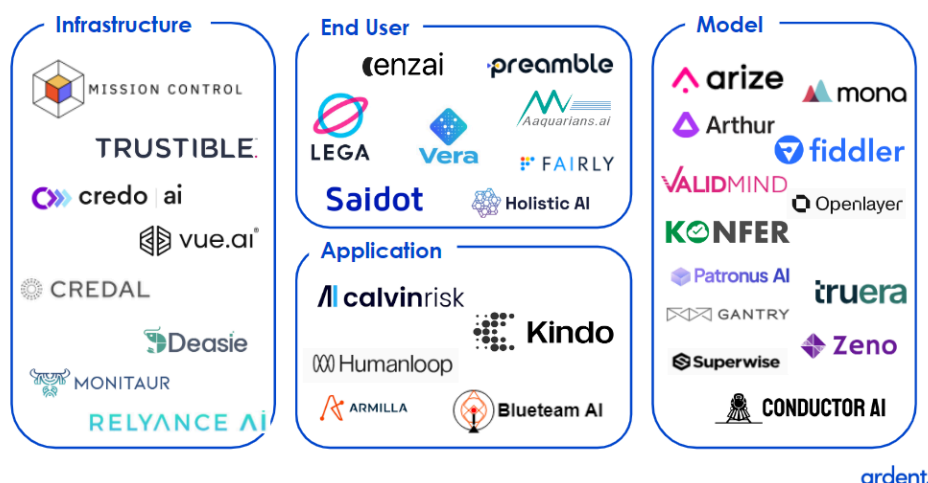 Infrastructure
MISSION CONTROL
TRUSTIBLE
credo | ai
vue.ai
CREDAL
Deasie
MONITAUR
RELYANCE AI
End User
enzai
preamble
LEGA
Vera
Aaquarians.ai
FAIRLY
Saidot
Holistic AI
Application
calvinrisk
Kindo
Humanloop
ARMILLA
Blueteam AI
Model
arize
mona
Arthur
fiddler
VALIDMIND
Openlayer
KONFER
Patronus AI
truera
GANTRY
Zeno
Superwise
CONDUCTOR AI
ardent.